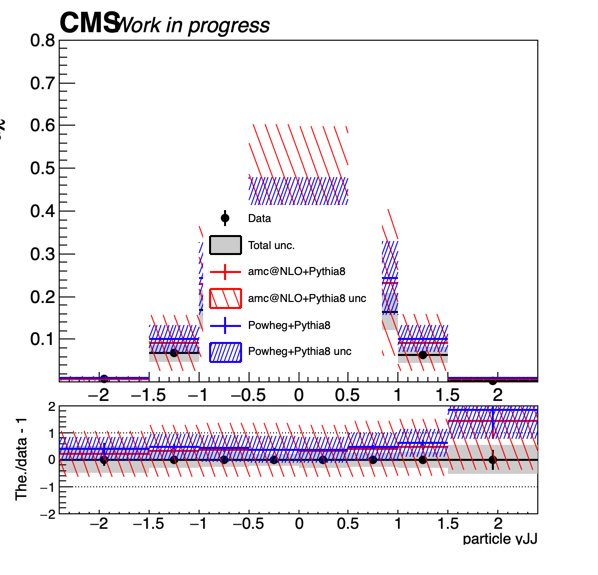 CMS Work in progress
0.8
0.7
0.6
0.5
0.4
0.3
0.2
0.1
Data
Total unc.
amc@NLO+Pythia8
amc@NLO+Pythia8 unc
Powheg+Pythia8
Powheg+Pythia8 unc
−2 −1.5 −1 −0.5 0 0.5 1 1.5 2
The./data - 1
2
1
0
−1
−2
−2 −1.5 −1 −0.5 0 0.5 1 1.5 2
particle yJJ